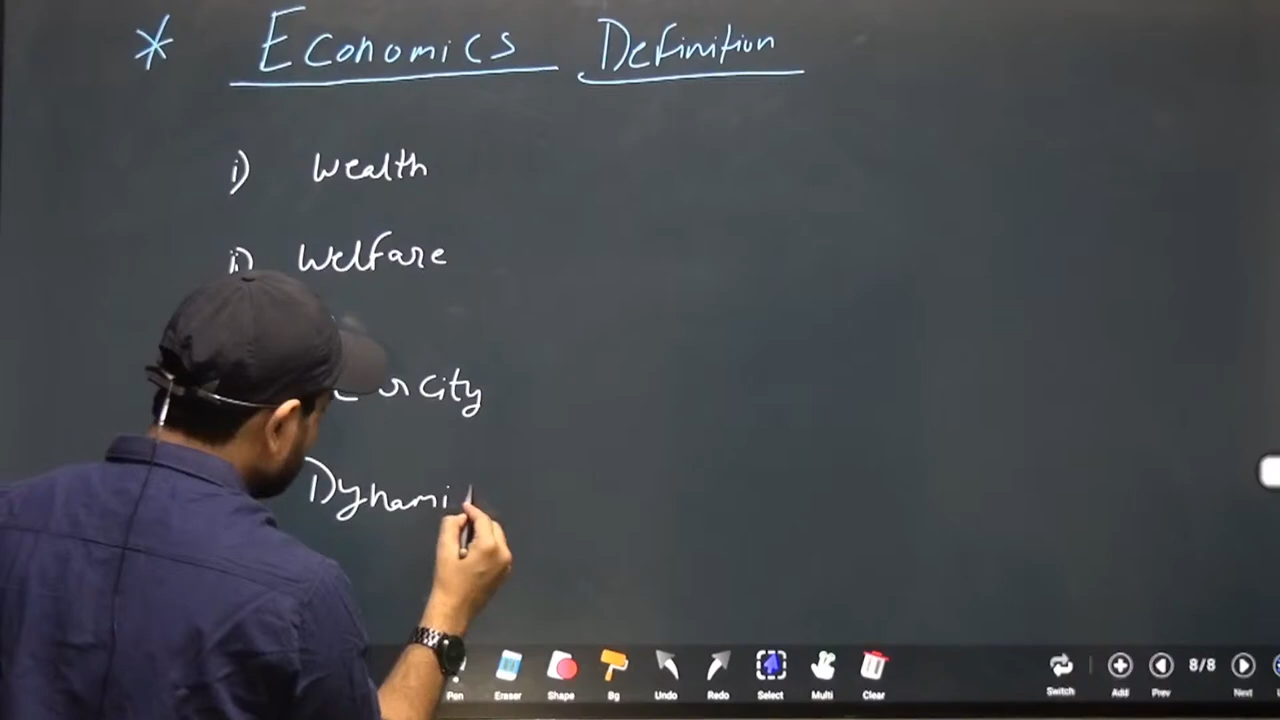 * Economics Definition
i) Wealth
ii) Welfare
Dynami
Pen Eraser Shape Bg Undo Redo Select Multi Clear Switch Add Prev 8/8 Next